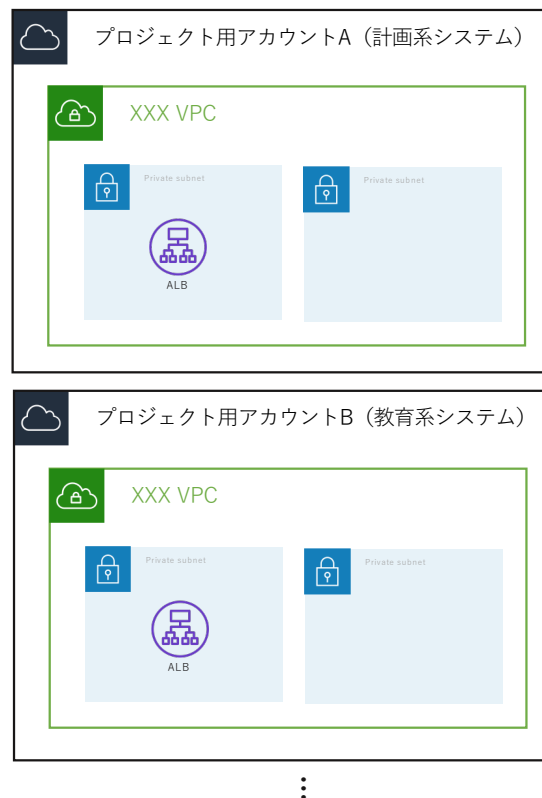 プロジェクト用アカウントA（計画系システム）
XXX VPC
Private subnet
Private subnet
ALB
プロジェクト用アカウントB（教育系システム）
XXX VPC
Private subnet
Private subnet
ALB
⋮